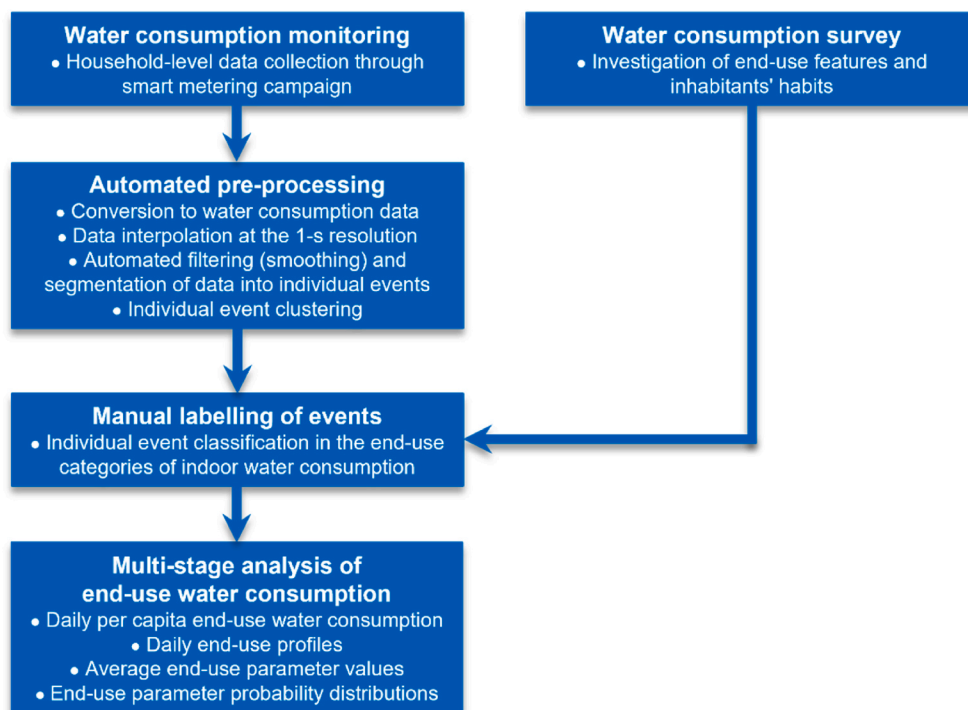 Water consumption monitoring
• Household-level data collection through
smart metering campaign
Water consumption survey
• Investigation of end-use features and
inhabitants' habits
Automated pre-processing
• Conversion to water consumption data
• Data interpolation at the 1-s resolution
• Automated filtering (smoothing) and
segmentation of data into individual events
• Individual event clustering
Manual labelling of events
• Individual event classification in the end-use
categories of indoor water consumption
Multi-stage analysis of
end-use water consumption
• Daily per capita end-use water consumption
• Daily end-use profiles
• Average end-use parameter values
• End-use parameter probability distributions